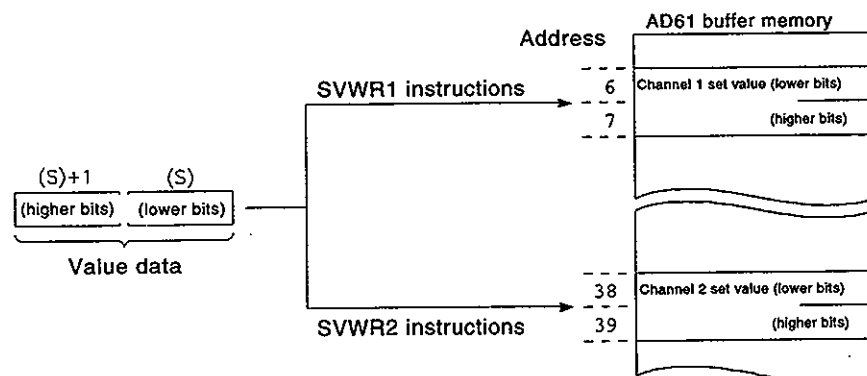 AD61 buffer memory
Address
SVWR1 instructions
6 Channel 1 set value (lower bits)
7 (higher bits)
(S)+1 (S)
(higher bits) (lower bits)
Value data
38 Channel 2 set value (lower bits)
SVWR2 instructions
39 (higher bits)